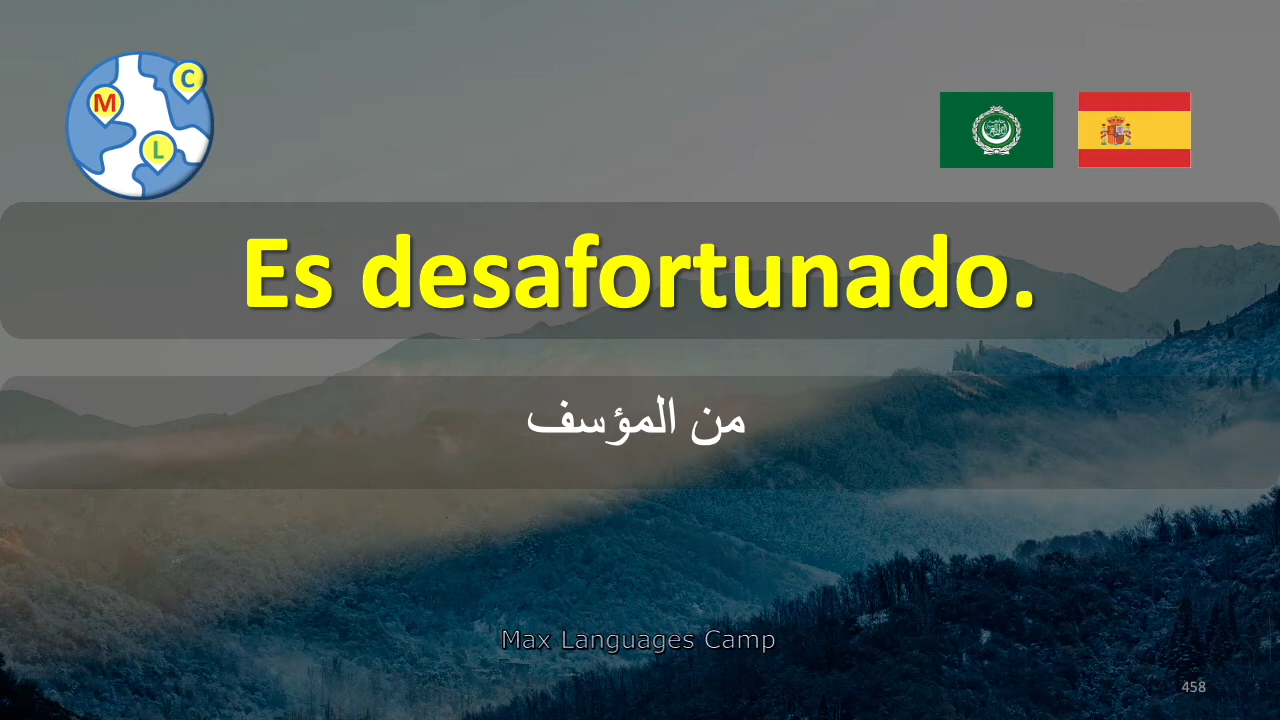 M
C
L
Es desafortunado.
من المؤسف
Max Languages Camp
458